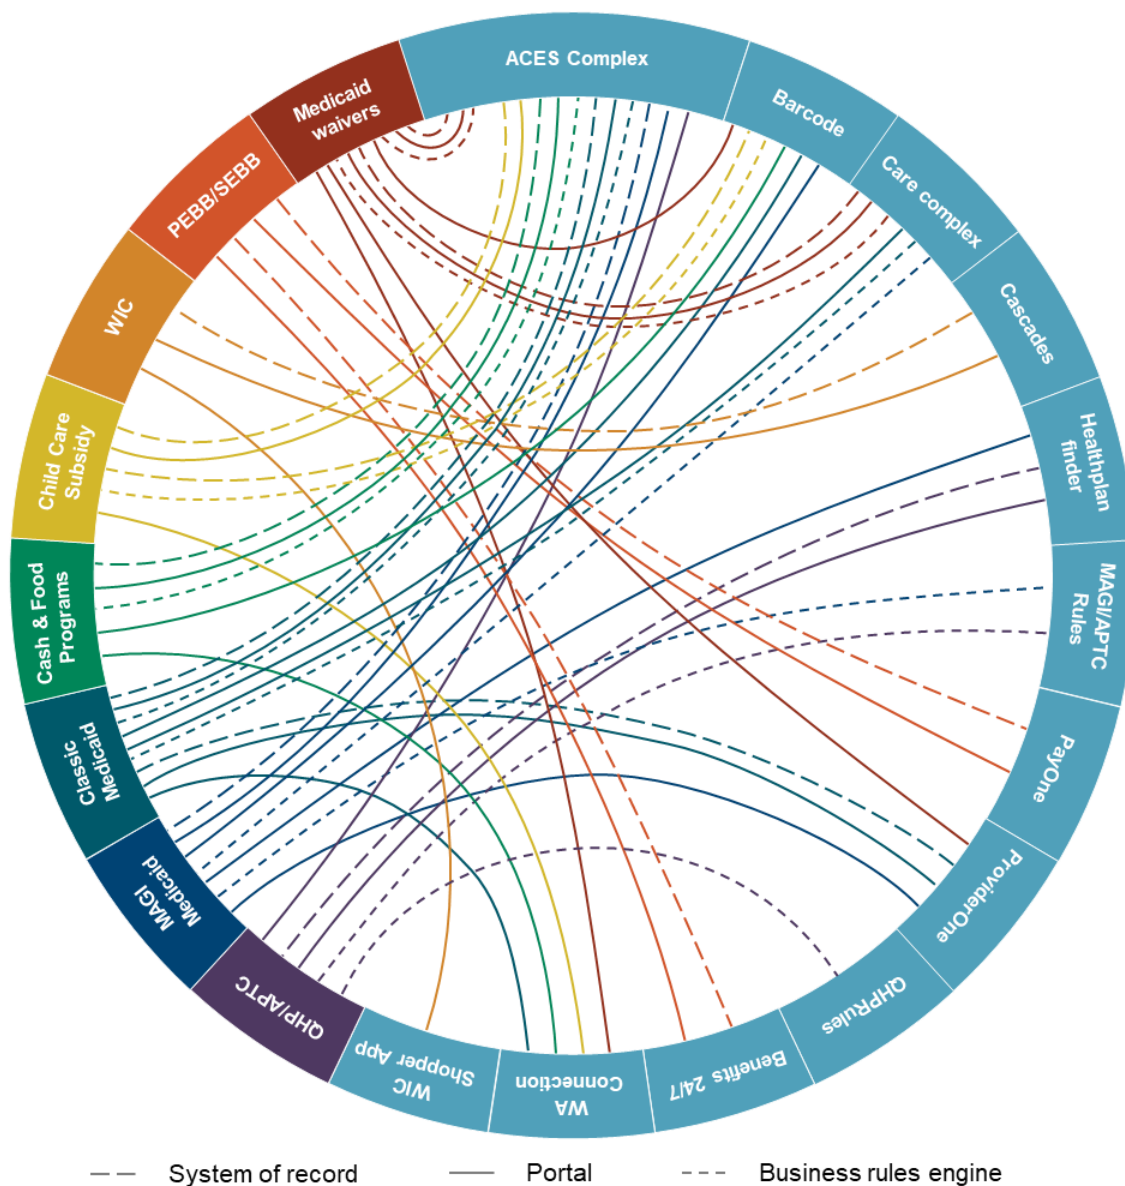 ACES Complex
Barcode
Care complex
Cascades
Healthplan
finder
MAGI/APTC
Rules
PayOne
ProviderOne
QHPRules
Benefits 24/7
WA
Connection
WIC
Shopper App
QHP/APTC
MAGI
Medicaid
Classic
Medicaid
Cash & Food
Programs
Child Care
Subsidy
WIC
PEBB/SEBB
Medicaid
waivers
System of record
Portal
Business rules engine